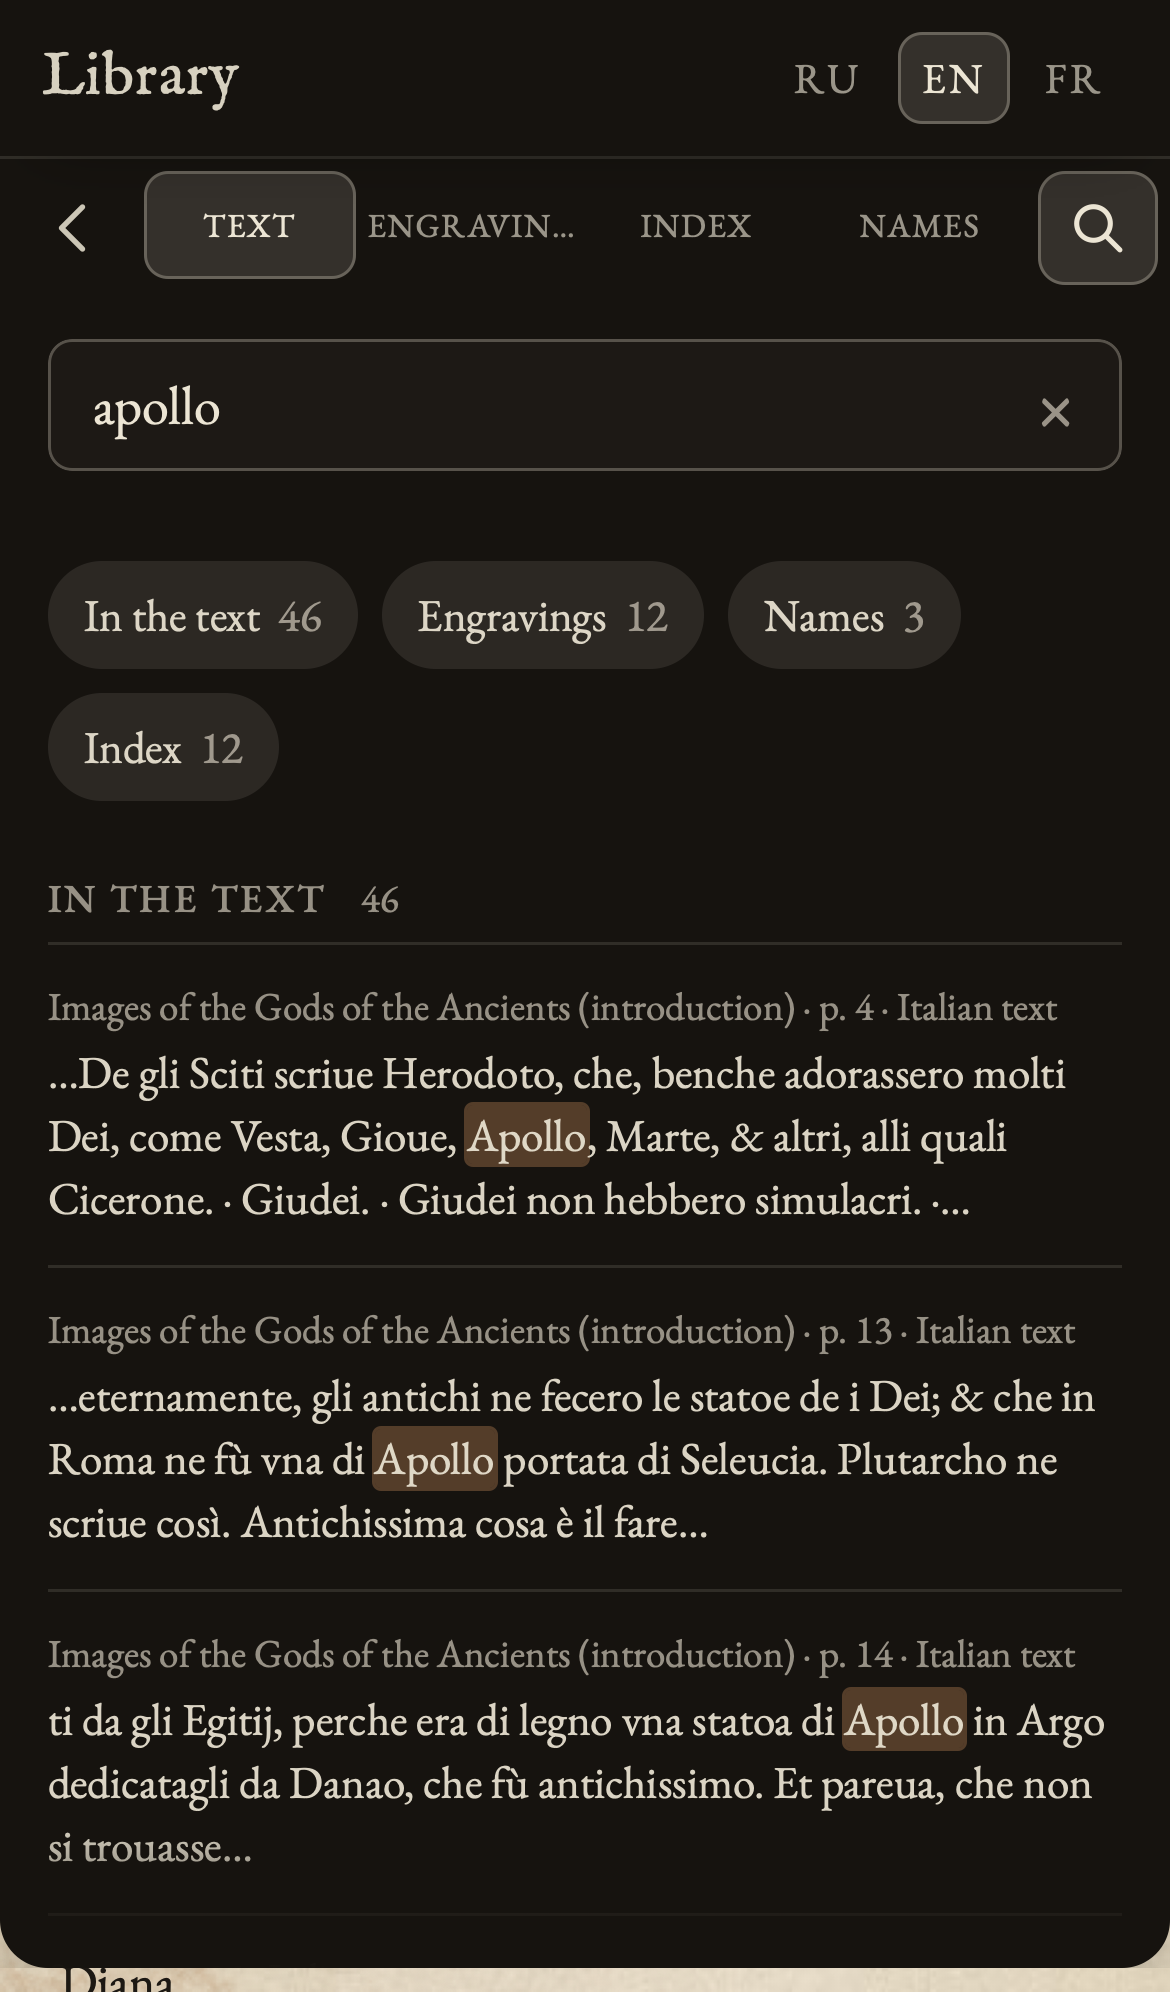 Library
RU EN FR
TEXT ENGRAVIN... INDEX NAMES
apollo
In the text 46 Engravings 12 Names 3
Index 12
IN THE TEXT 46
Images of the Gods of the Ancients (introduction) · p. 4 · Italian text
...De gli Sciti scriue Herodoto, che, benche adorassero molti
Dei, come Vesta, Gioue, Apollo, Marte, & altri, alli quali
Cicerone. · Giudei. · Giudei non hebbero simulacri. ·...
Images of the Gods of the Ancients (introduction) · p. 13 · Italian text
...eternamente, gli antichi ne fecero le statoe de i Dei; & che in
Roma ne fù vna di Apollo portata di Seleucia. Plutarcho ne
scriue così. Antichissima cosa è il fare...
Images of the Gods of the Ancients (introduction) · p. 14 · Italian text
ti da gli Egitij, perche era di legno vna statoa di Apollo in Argo
dedicatagli da Danao, che fù antichissimo. Et pareua, che non
si trouasse...
Diana